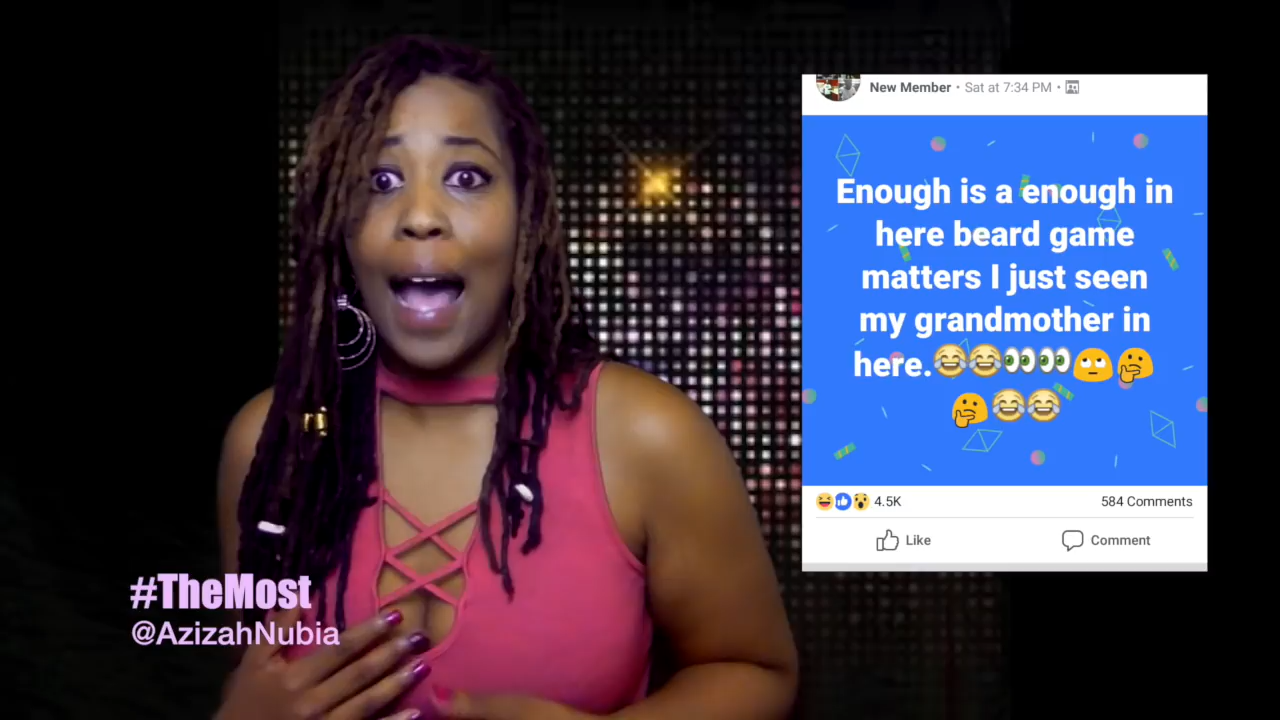 New Member • Sat at 7:34 PM •
Enough is a enough in
here beard game
matters I just seen
my grandmother in
here.😂😂👀👀🙄🤔
🤔😂😂
4.5K 584 Comments
Like Comment
#TheMost
@AzizahNubia